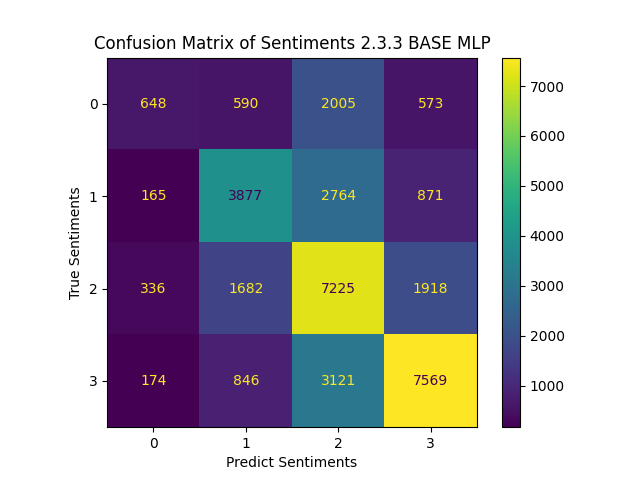 Confusion Matrix of Sentiments 2.3.3 BASE MLP
True Sentiments
0 648 590 2005 573
1 165 3877 2764 871
2 336 1682 7225 1918
3 174 846 3121 7569
0 1 2 3
Predict Sentiments
7000
6000
5000
4000
3000
2000
1000